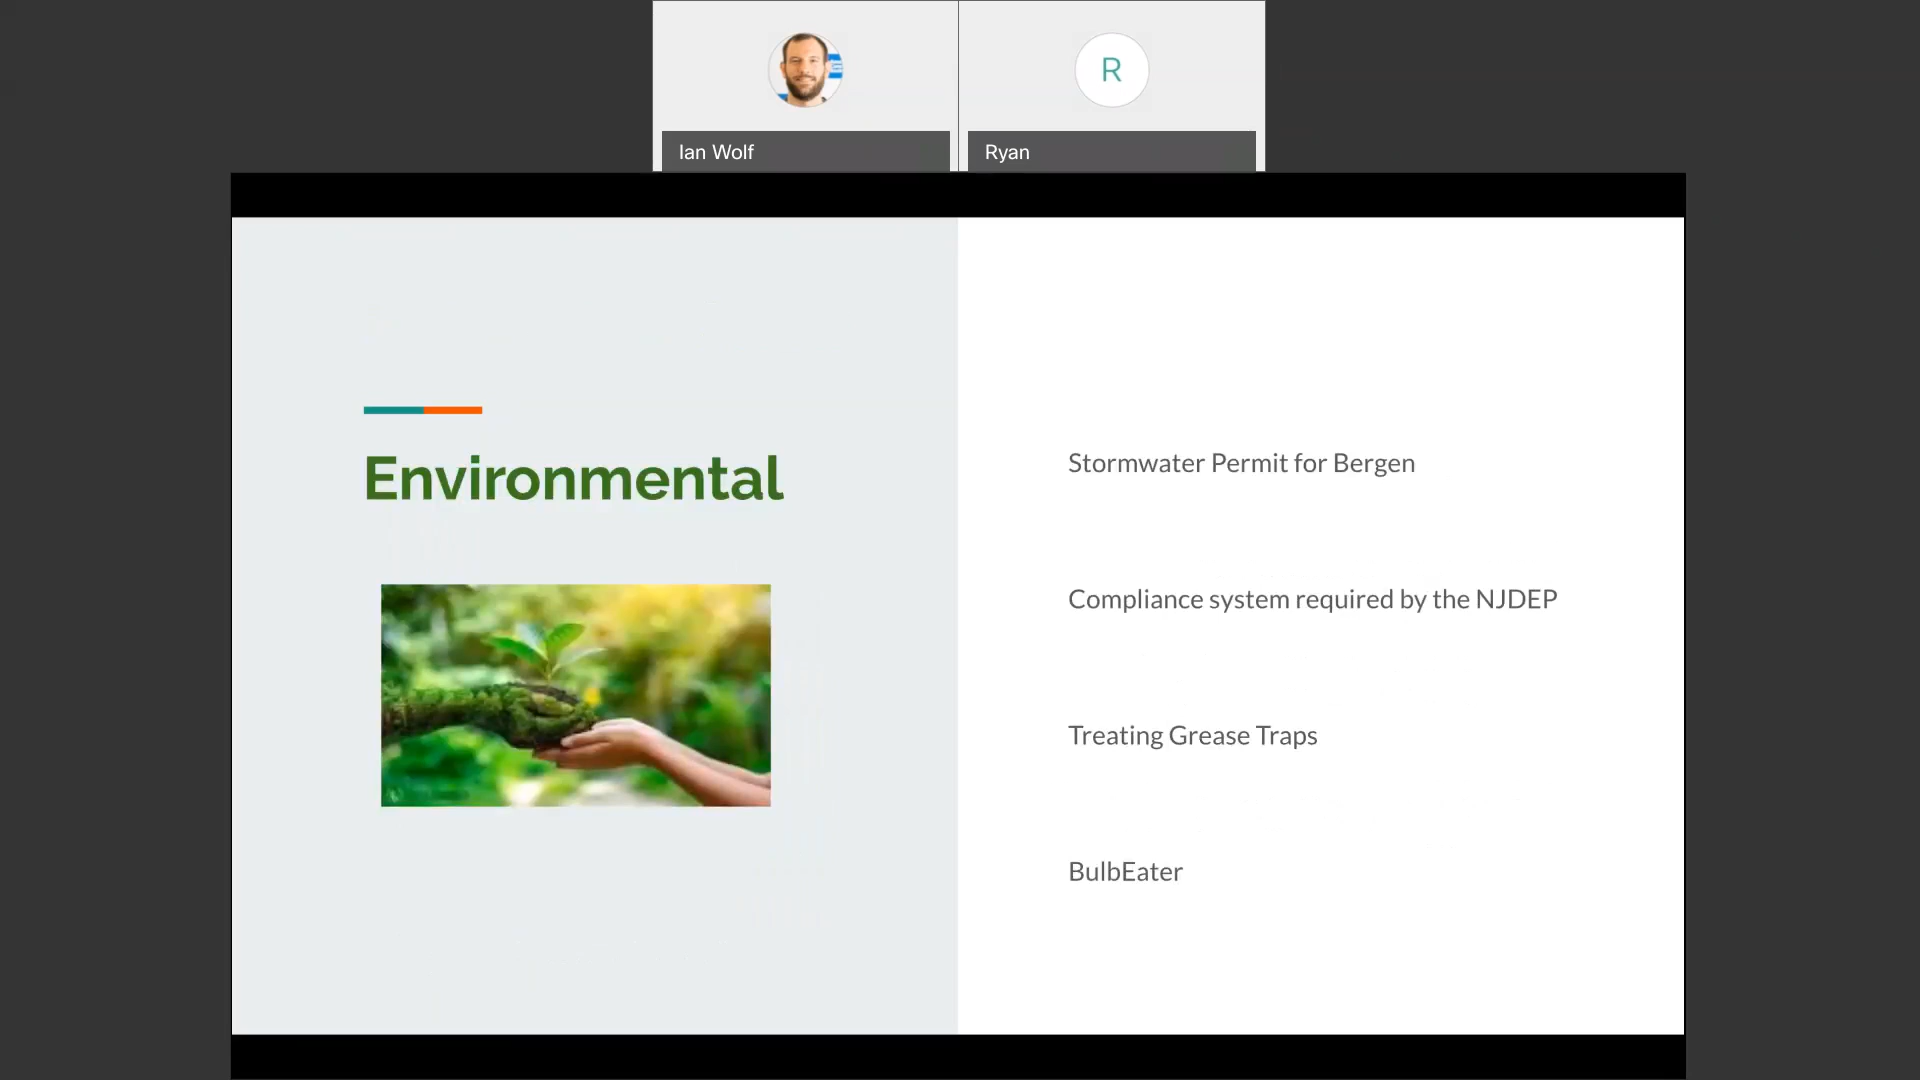 Ian Wolf
R
Ryan
Environmental
Stormwater Permit for Bergen
Compliance system required by the NJDEP
Treating Grease Traps
BulbEater